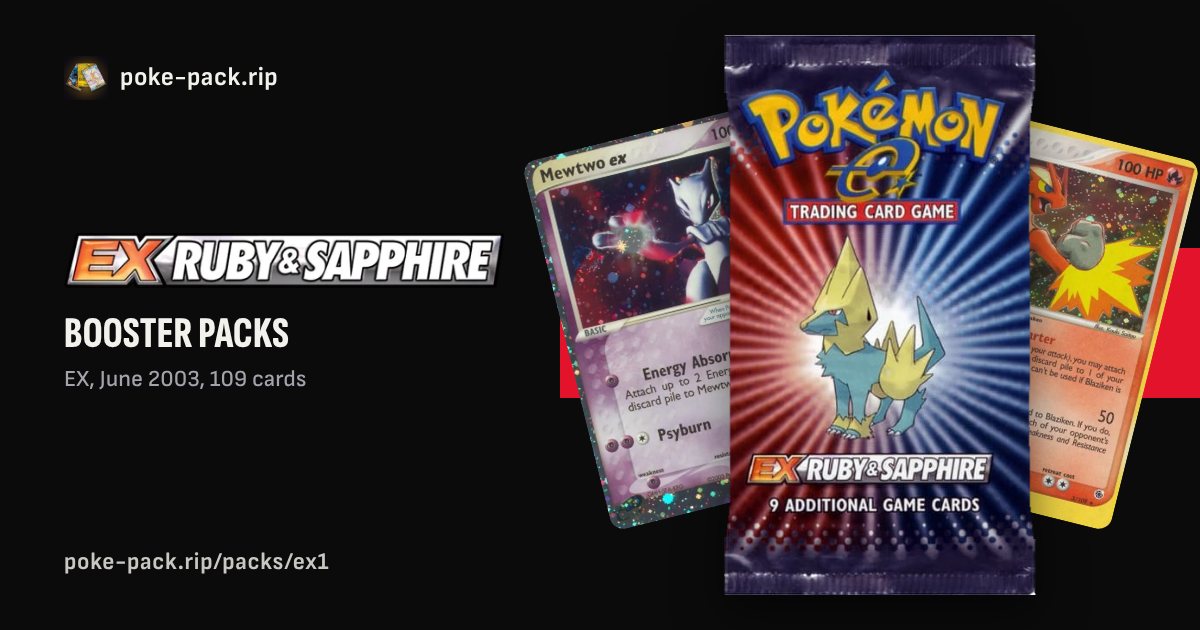 poke-pack.rip
EX RUBY & SAPPHIRE
BOOSTER PACKS
EX, June 2003, 109 cards
poke-pack.rip/packs/ex1
Mewtwo ex
BASIC
Energy Absor
Attach up to 2 Ener
discard pile to Mewtw
Psyburn
weakness
POKéMON
e
TRADING CARD GAME
EX RUBY & SAPPHIRE
9 ADDITIONAL GAME CARDS
100 HP
your attack), you may attach
discard pile to 1 of your
can't be used if Blaziken is
50
d to Blaziken. If you do,
ch of your opponent's
akness and Resistance
retreat cost